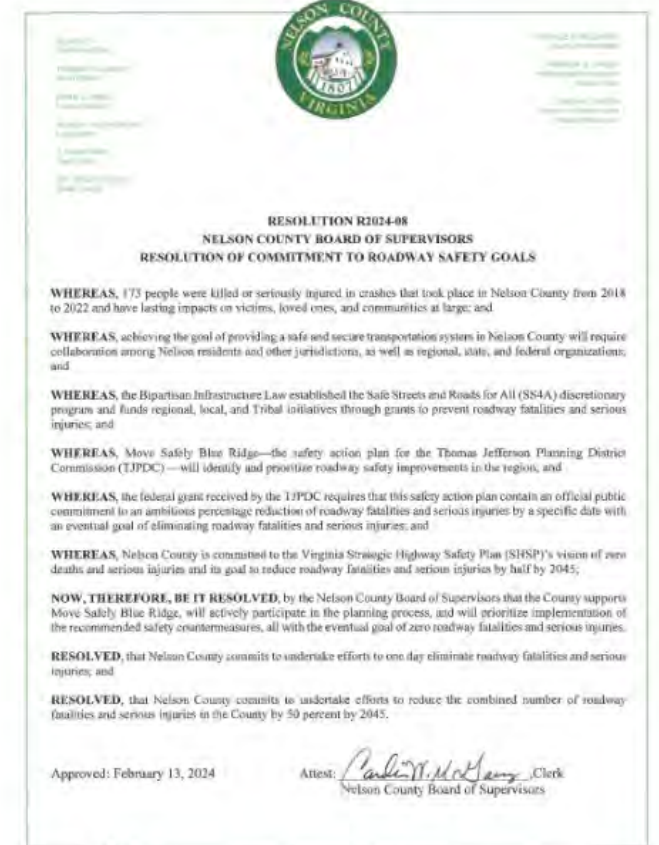 NELSON COUNTY
1807
VIRGINIA
RESOLUTION R2024-08
NELSON COUNTY BOARD OF SUPERVISORS
RESOLUTION OF COMMITMENT TO ROADWAY SAFETY GOALS
WHEREAS, 173 people were killed or seriously injured in crashes that took place in Nelson County from 2018
to 2022 and have lasting impacts on victims, loved ones, and communities at large; and
WHEREAS, achieving the goal of providing a safe and secure transportation system in Nelson County will require
collaboration among Nelson residents and other jurisdictions, as well as regional, state, and federal organizations;
and
WHEREAS, the Bipartisan Infrastructure Law established the Safe Streets and Roads for All (SS4A) discretionary
program and funds regional, local, and Tribal initiatives through grants to prevent roadway fatalities and serious
injuries; and
WHEREAS, Move Safely Blue Ridge—the safety action plan for the Thomas Jefferson Planning District
Commission (TJPDC)—will identify and prioritize roadway safety improvements in the region; and
WHEREAS, the federal grant received by the TJPDC requires that this safety action plan contain an official public
commitment to an ambitious percentage reduction of roadway fatalities and serious injuries by a specific date with
an eventual goal of eliminating roadway fatalities and serious injuries; and
WHEREAS, Nelson County is committed to the Virginia Strategic Highway Safety Plan (SHSP)'s vision of zero
deaths and serious injuries and its goal to reduce roadway fatalities and serious injuries by half by 2045;
NOW, THEREFORE, BE IT RESOLVED, by the Nelson County Board of Supervisors that the County supports
Move Safely Blue Ridge, will actively participate in the planning process, and will prioritize implementation of
the recommended safety countermeasures, all with the eventual goal of zero roadway fatalities and serious injuries.
RESOLVED, that Nelson County commits to undertake efforts to one day eliminate roadway fatalities and serious
injuries; and
RESOLVED, that Nelson County commits to undertake efforts to reduce the combined number of roadway
fatalities and serious injuries in the County by 50 percent by 2045.
Approved: February 13, 2024 Attest: , Clerk
Nelson County Board of Supervisors